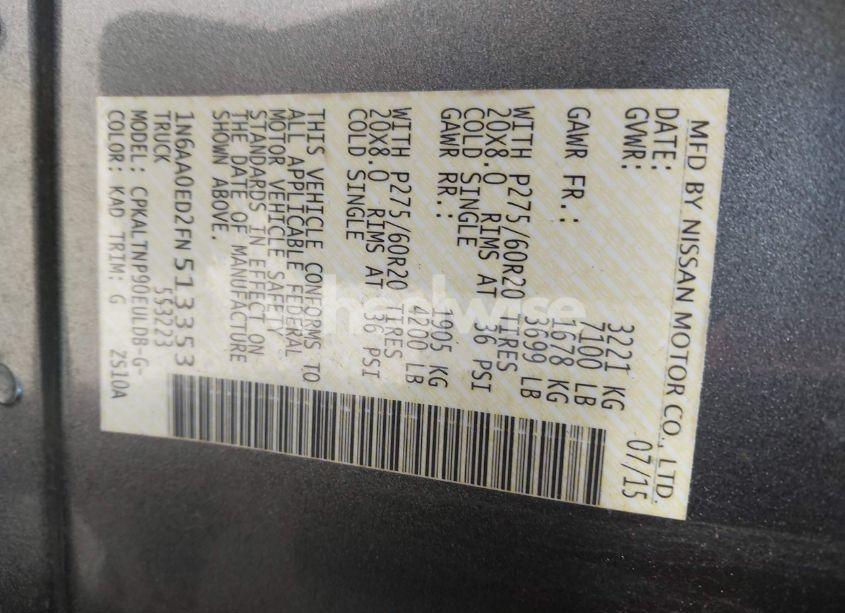 MFD BY NISSAN MOTOR CO., LTD.
DATE: 07/15
GVWR: 3221 KG
7100 LB
GAWR FR.: 1678 KG
3699 LB
WITH P275/60R20 TIRES
20X8.0 RIMS AT 36 PSI
COLD SINGLE
GAWR RR.: 1905 KG
4200 LB
WITH P275/60R20 TIRES
20X8.0 RIMS AT 36 PSI
COLD SINGLE
THIS VEHICLE CONFORMS TO
ALL APPLICABLE FEDERAL
MOTOR VEHICLE SAFETY
STANDARDS IN EFFECT ON
THE DATE OF MANUFACTURE
SHOWN ABOVE.
1N6AA0ED2FN513353
TRUCK 553223
MODEL: CPKALTNP90EULDB-G-
COLOR: KAD TRIM: G 2510A